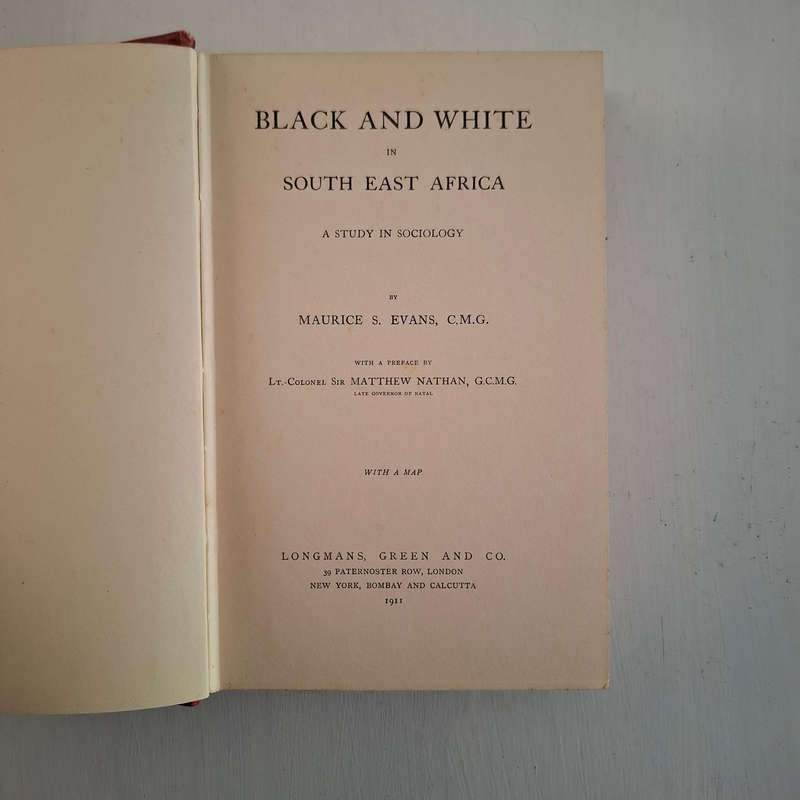 BLACK AND WHITE
IN
SOUTH EAST AFRICA
A STUDY IN SOCIOLOGY
BY
MAURICE S. EVANS, C.M.G.
WITH A PREFACE BY
LT.-COLONEL SIR MATTHEW NATHAN, G.C.M.G.
LATE GOVERNOR OF NATAL
WITH A MAP
LONGMANS, GREEN AND CO.
39 PATERNOSTER ROW, LONDON
NEW YORK, BOMBAY AND CALCUTTA
1911